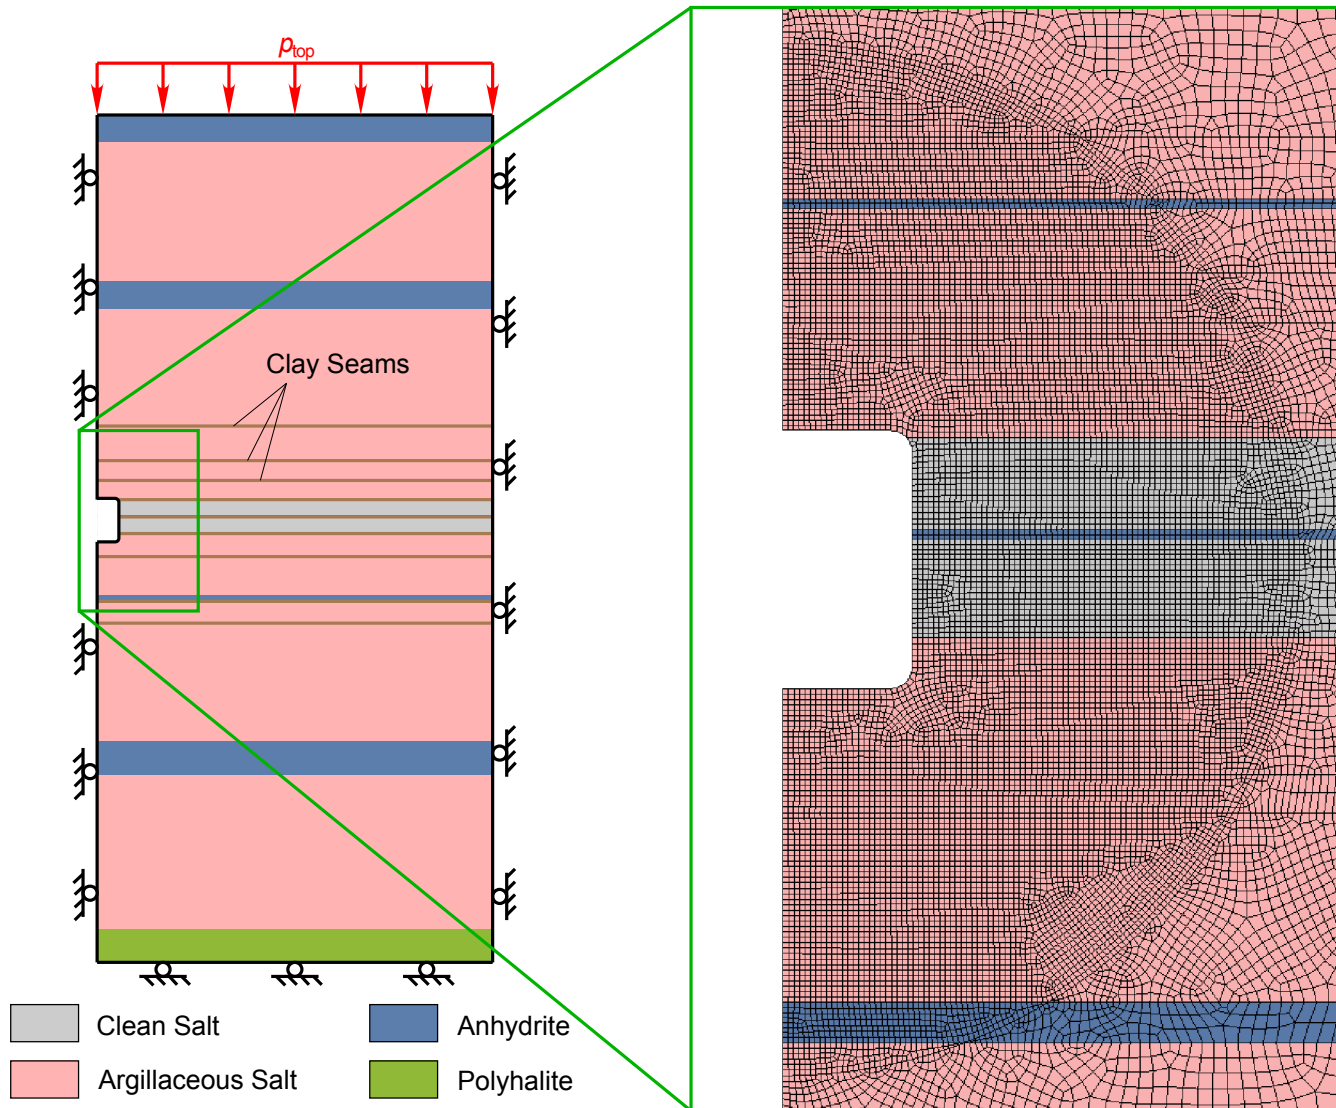 ptop
Clay Seams
Clean Salt
Anhydrite
Argillaceous Salt
Polyhalite